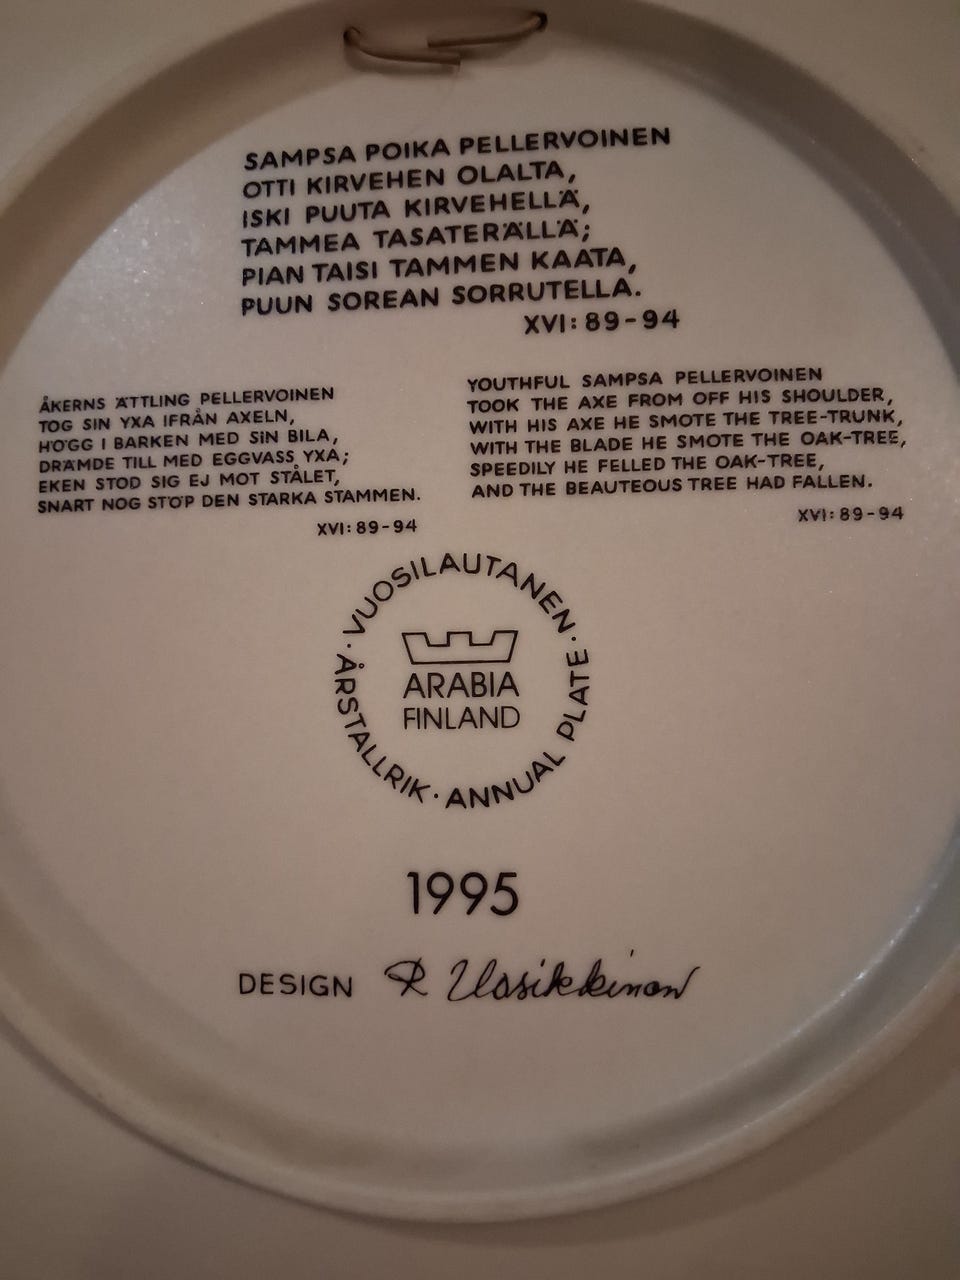 SAMPSA POIKA PELLERVOINEN
OTTI KIRVEHEN OLALTA,
ISKI PUUTA KIRVEHELLÄ,
TAMMEA TASATERÄLLÄ;
PIAN TAISI TAMMEN KAATA,
PUUN SOREAN SORRUTELLA.
XVI: 89-94
ÅKERNS ÄTTLING PELLERVOINEN
TOG SIN YXA IFRÅN AXELN,
HÖGG I BARKEN MED SIN BILA,
DRÄMDE TILL MED EGGVASS YXA;
EKEN STOD SIG EJ MOT STÅLET,
SNART NOG STÖP DEN STARKA STAMMEN.
XVI: 89-94
YOUTHFUL SAMPSA PELLERVOINEN
TOOK THE AXE FROM OFF HIS SHOULDER,
WITH HIS AXE HE SMOTE THE TREE-TRUNK,
WITH THE BLADE HE SMOTE THE OAK-TREE,
SPEEDILY HE FELLED THE OAK-TREE,
AND THE BEAUTEOUS TREE HAD FALLEN.
XVI: 89-94
· VUOSILAUTANEN · ANNUAL PLATE · ÅRSTALLRIK
ARABIA
FINLAND
1995
DESIGN R Uosikkinen